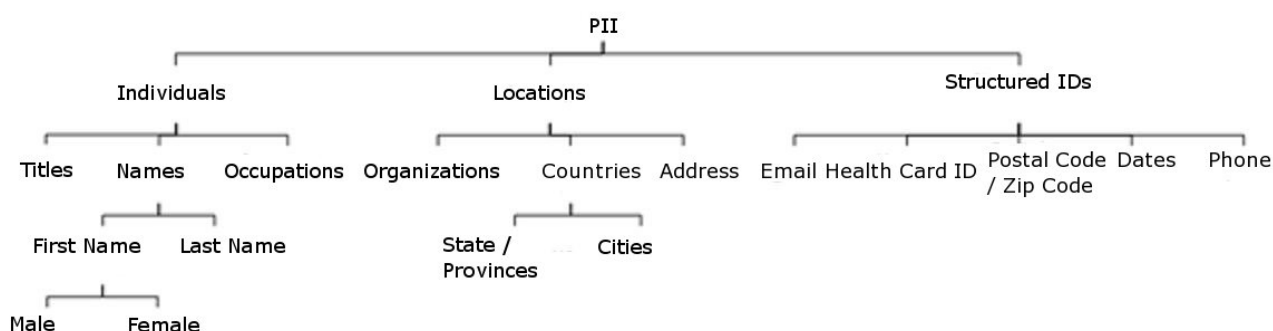 PII
Individuals
Locations
Structured IDs
Titles
Names
Occupations
Organizations
Countries
Address
Email
Health Card ID
Postal Code
/ Zip Code
Dates
Phone
First Name
Last Name
State /
Provinces
Cities
Male
Female